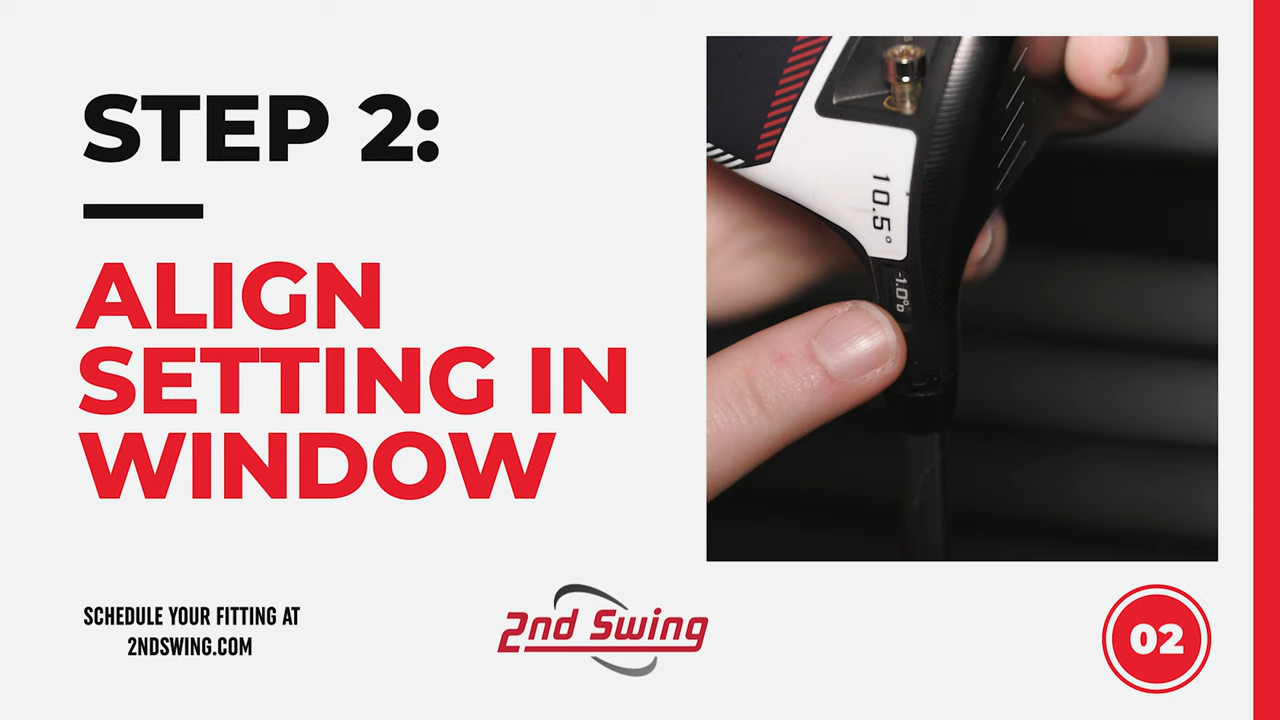 STEP 2:
ALIGN
SETTING IN
WINDOW
10.5°
-1.0°
SCHEDULE YOUR FITTING AT
2NDSWING.COM
2nd Swing
02